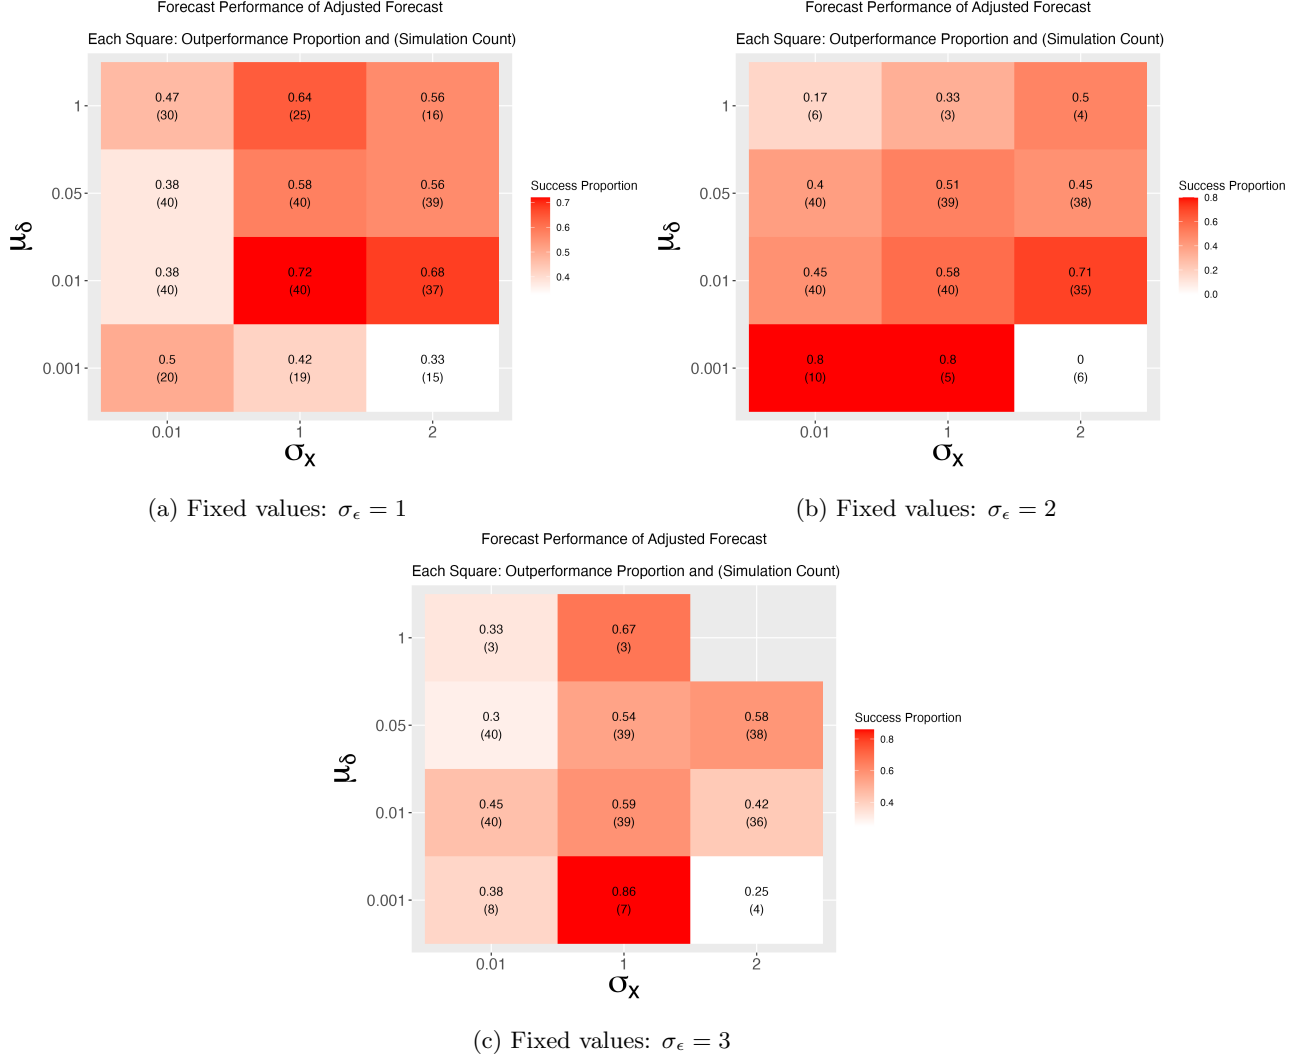 Forecast Performance of Adjusted Forecast
Each Square: Outperformance Proportion and (Simulation Count)
0.47 0.64 0.56
(30) (25) (16)
1
0.38 0.58 0.56
(40) (40) (39)
0.05
0.38 0.72 0.68
(40) (40) (37)
0.01
0.5 0.42 0.33
(20) (19) (15)
0.001
μδ
0.01 1 2
σX
Success Proportion
0.7
0.6
0.5
0.4
(a) Fixed values: σϵ = 1
Forecast Performance of Adjusted Forecast
Each Square: Outperformance Proportion and (Simulation Count)
0.17 0.33 0.5
(6) (3) (4)
1
0.4 0.51 0.45
(40) (39) (38)
0.05
0.45 0.58 0.71
(40) (40) (35)
0.01
0.8 0.8 0
(10) (5) (6)
0.001
μδ
0.01 1 2
σX
Success Proportion
0.8
0.6
0.4
0.2
0.0
(b) Fixed values: σϵ = 2
Forecast Performance of Adjusted Forecast
Each Square: Outperformance Proportion and (Simulation Count)
0.33 0.67
(3) (3)
1
0.3 0.54 0.58
(40) (39) (38)
0.05
0.45 0.59 0.42
(40) (39) (36)
0.01
0.38 0.86 0.25
(8) (7) (4)
0.001
μδ
0.01 1 2
σX
Success Proportion
0.8
0.6
0.4
(c) Fixed values: σϵ = 3